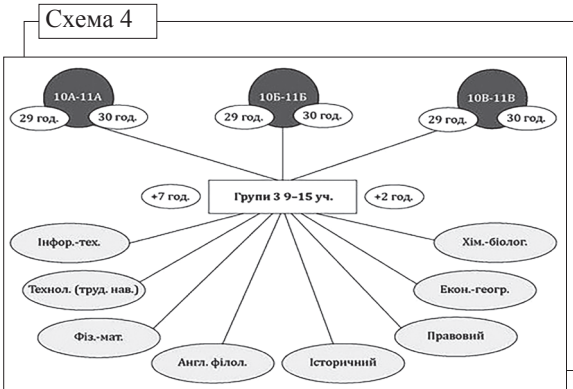 Схема 4
10А-11А
10Б-11Б
10В-11В
29 год.
30 год.
29 год.
30 год.
29 год.
30 год.
+7 год.
Групи З 9–15 уч.
+2 год.
Інфор.-тех.
Хім.-біолог.
Технол. (труд. нав.)
Екон.-геогр.
Фіз.-мат.
Правовий
Англ. філол.
Історичний